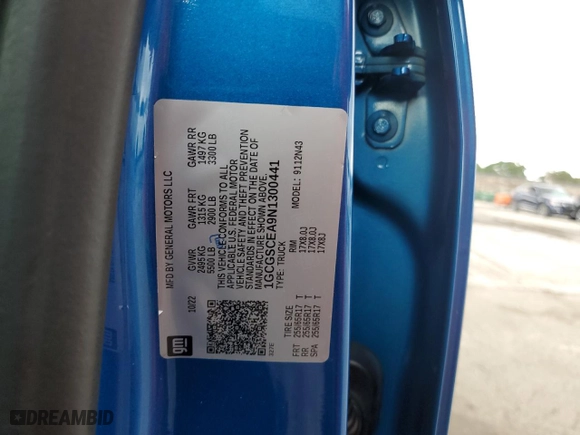 MFD BY GENERAL MOTORS LLC
10/22
GVWR
2495 KG
5500 LB
GAWR FRT
1315 KG
2900 LB
GAWR RR
1497 KG
3300 LB
THIS VEHICLE CONFORMS TO ALL
APPLICABLE U.S. FEDERAL MOTOR
VEHICLE SAFETY AND THEFT PREVENTION
STANDARDS IN EFFECT ON THE DATE OF
MANUFACTURE SHOWN ABOVE.
1GCGSCEA9N1300441
TYPE: TRUCK
MODEL: 9112N43
gm
TIRE SIZE
RIM
FRT 255/65R17 T 17X8.0J
RR 255/65R17 T 17X8.0J
SPA 255/65R17 T 17X8J
DREAMBID